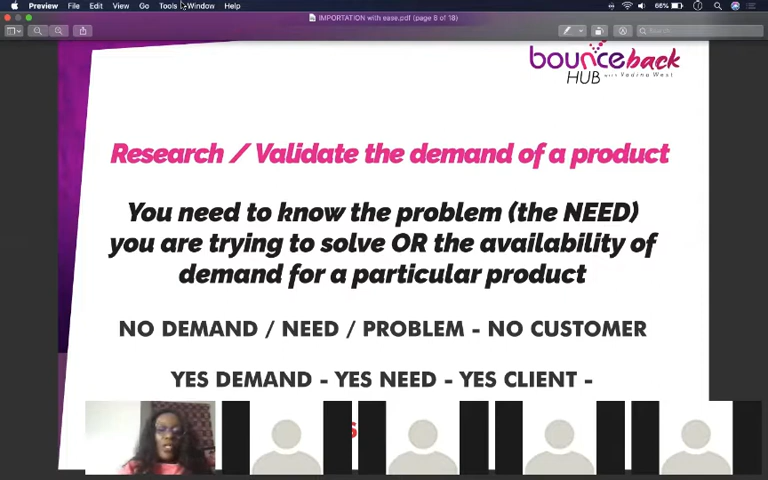 Preview File Edit View Go Tools Window Help 66%
IMPORTATION with ease.pdf (page 8 of 18)
Search
bounceback
HUB with Yadina West
Research / Validate the demand of a product
You need to know the problem (the NEED)
you are trying to solve OR the availability of
demand for a particular product
NO DEMAND / NEED / PROBLEM - NO CUSTOMER
YES DEMAND - YES NEED - YES CLIENT -